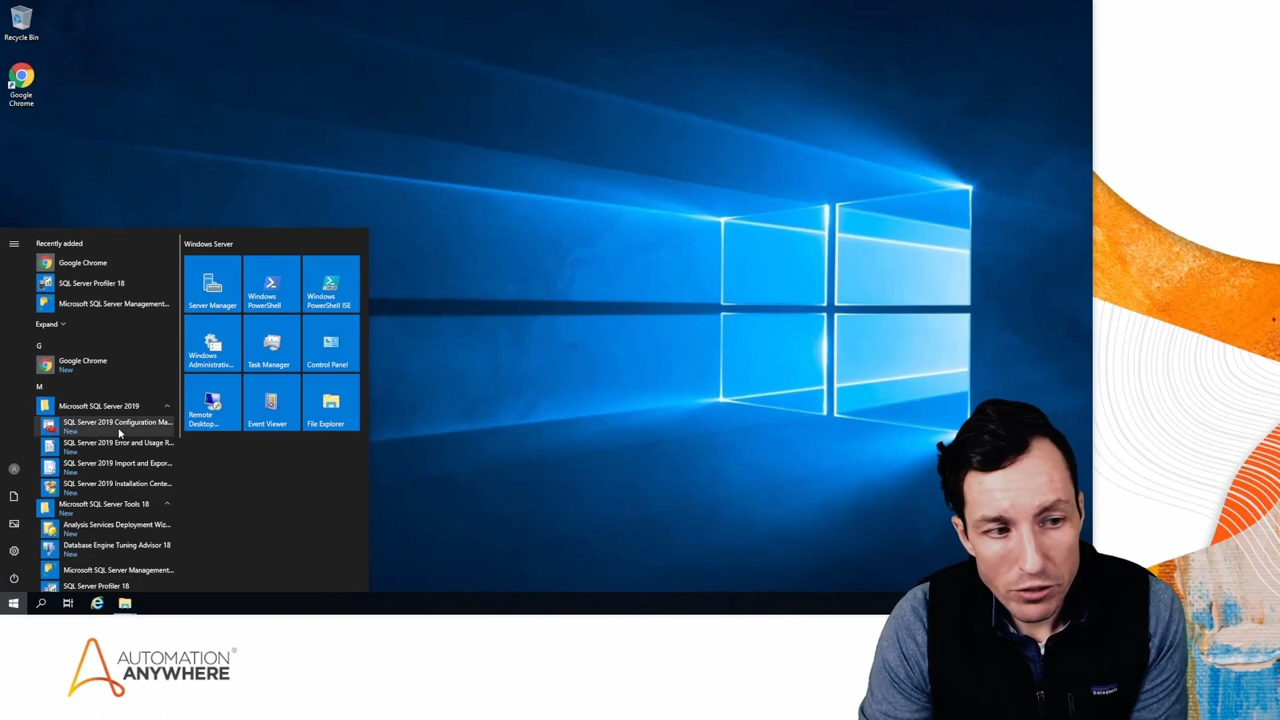 Recycle Bin
Google
Chrome
Recently added
Google Chrome
SQL Server Profiler 18
Microsoft SQL Server Management...
Expand
G
Google Chrome
New
M
Microsoft SQL Server 2019
SQL Server 2019 Configuration Ma...
New
SQL Server 2019 Error and Usage R...
New
SQL Server 2019 Import and Expor...
New
SQL Server 2019 Installation Cente...
New
Microsoft SQL Server Tools 18
New
Analysis Services Deployment Wiz...
New
Database Engine Tuning Advisor 18
New
Microsoft SQL Server Management...
SQL Server Profiler 18
Windows Server
Server Manager
Windows
PowerShell
Windows
PowerShell ISE
Windows
Administrativ...
Task Manager
Control Panel
Remote
Desktop...
Event Viewer
File Explorer
AUTOMATION
ANYWHERE®
patagonia